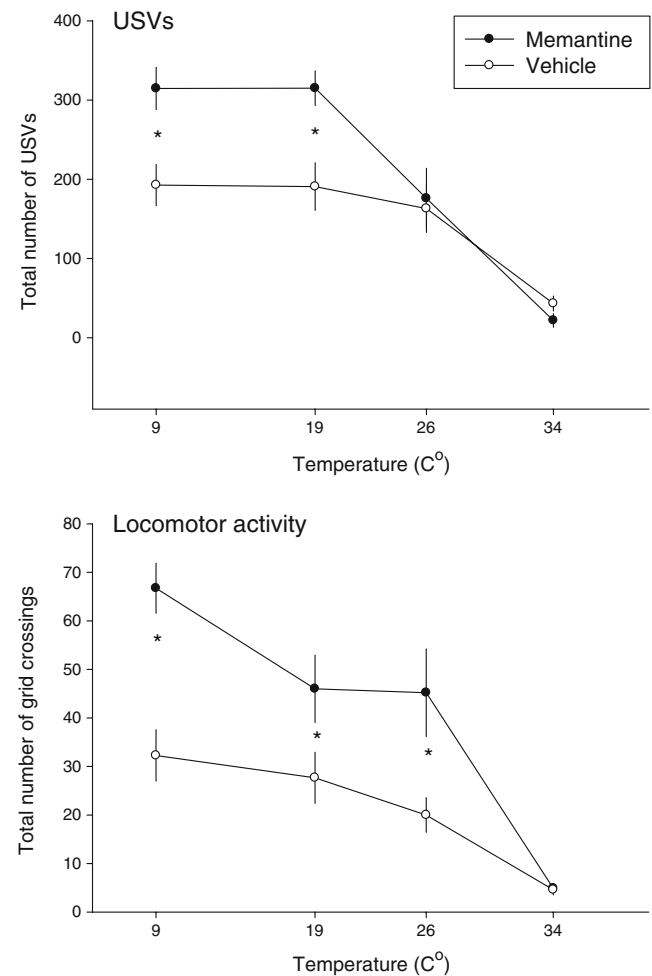 USVs
Memantine
Vehicle
400
300
200
100
0
Total number of USVs
*
*
9 19 26 34
Temperature (C^o)
Locomotor activity
80
70
60
50
40
30
20
10
0
Total number of grid crossings
*
*
*
9 19 26 34
Temperature (C^o)